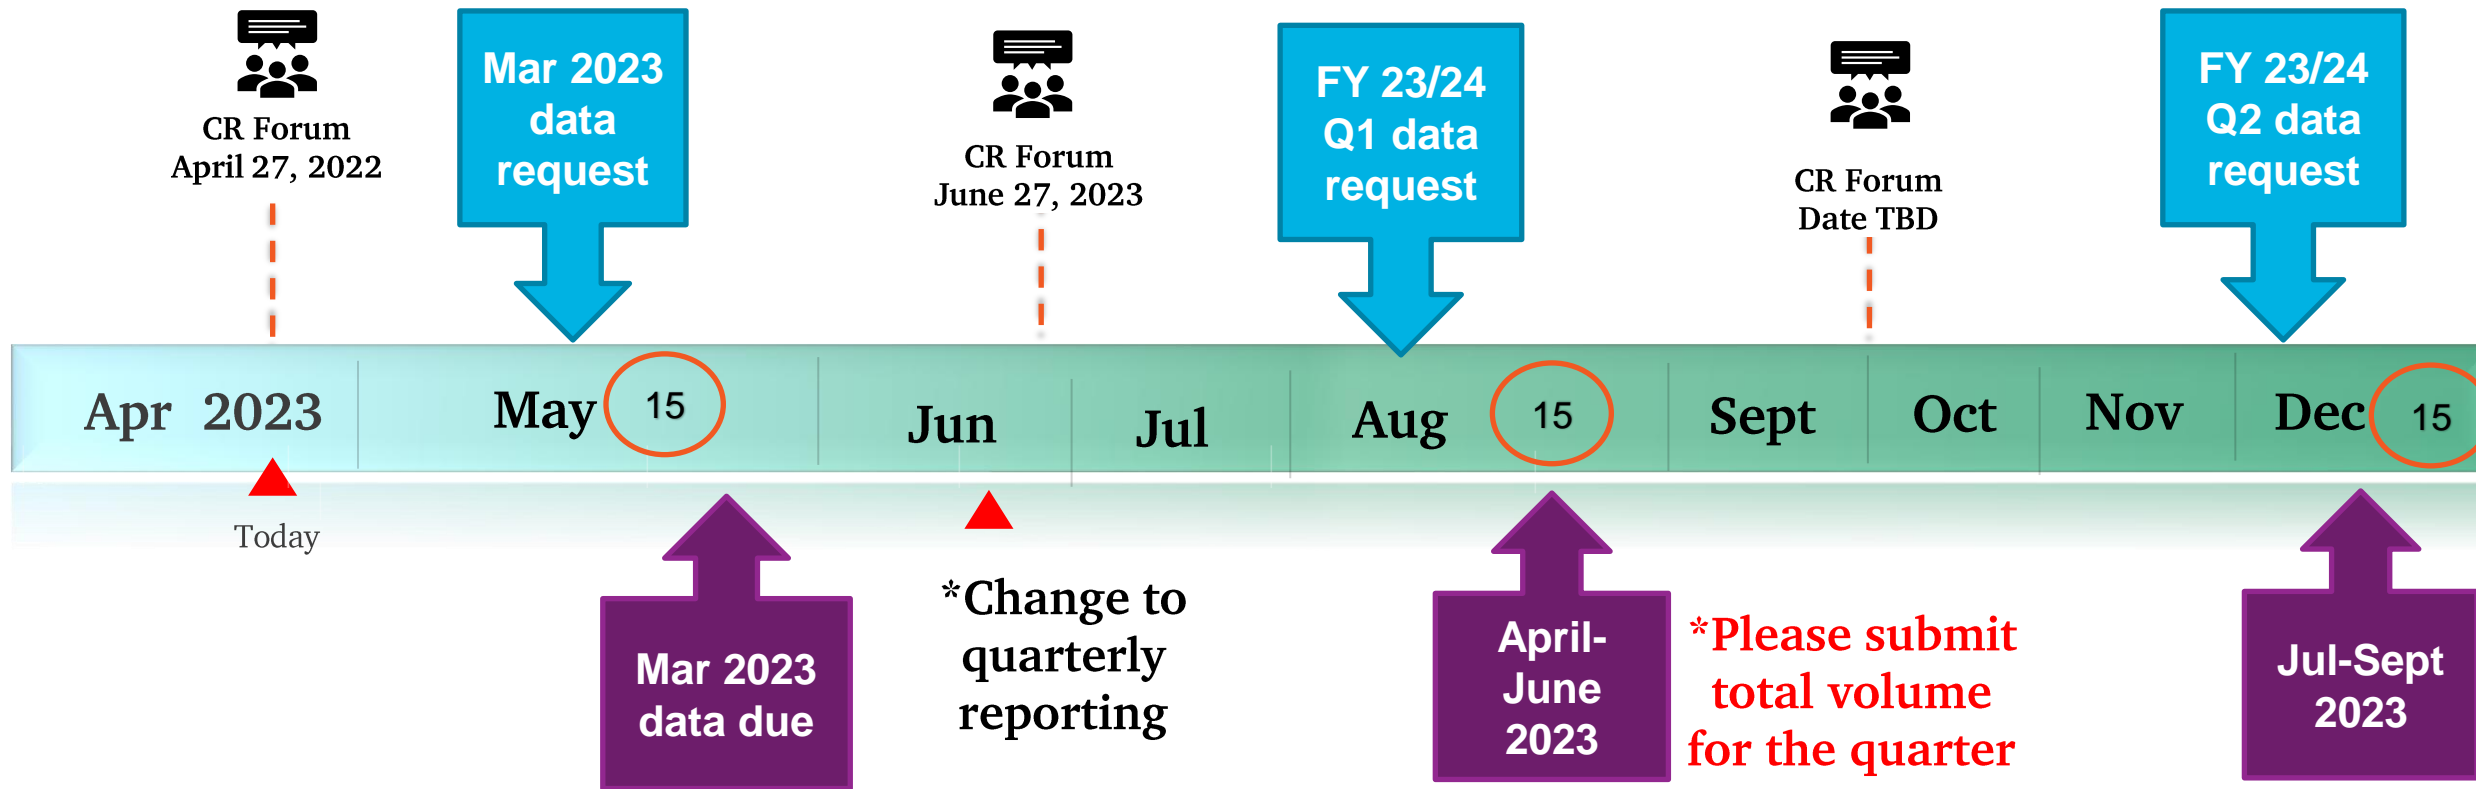 CR Forum
April 27, 2022
Mar 2023
data
request
CR Forum
June 27, 2023
FY 23/24
Q1 data
request
CR Forum
Date TBD
FY 23/24
Q2 data
request
Apr 2023
May 15
Jun
Jul
Aug 15
Sept
Oct
Nov
Dec 15
Today
Mar 2023
data due
*Change to
quarterly
reporting
April-
June
2023
*Please submit
total volume
for the quarter
Jul-Sept
2023